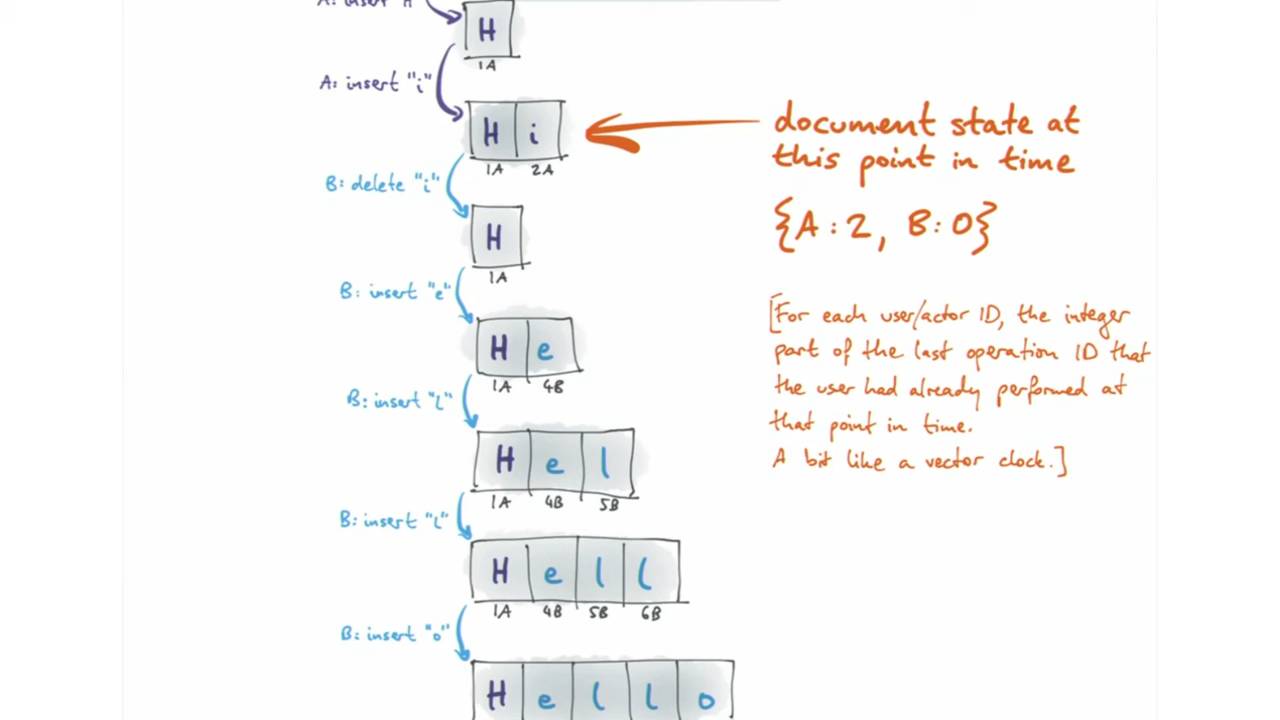 A: insert "H"
H
1A
A: insert "i"
H i
1A 2A
document state at
this point in time
{A:2, B:0}
B: delete "i"
H
1A
B: insert "e"
H e
1A 4B
[For each user/actor ID, the integer
part of the last operation ID that
the user had already performed at
that point in time.
A bit like a vector clock.]
B: insert "l"
H e l
1A 4B 5B
B: insert "l"
H e l l
1A 4B 5B 6B
B: insert "o"
H e l l o